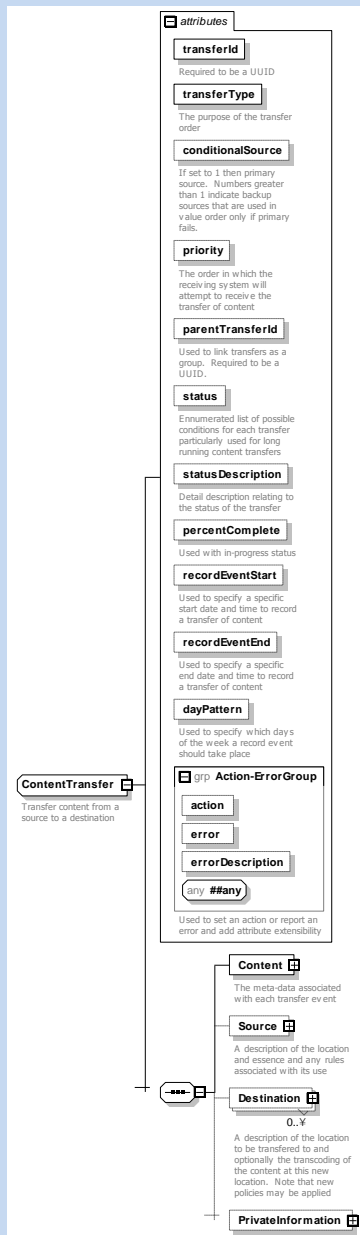 attributes
transferId
Required to be a UUID
transferType
The purpose of the transfer
order
conditionalSource
If set to 1 then primary
source. Numbers greater
than 1 indicate backup
sources that are used in
value order only if primary
fails.
priority
The order in which the
receiving system will
attempt to receive the
transfer of content
parentTransferId
Used to link transfers as a
group. Required to be a
UUID.
status
Ennumerated list of possible
conditions for each transfer
particularly used for long
running content transfers
statusDescription
Detail description relating to
the status of the transfer
percentComplete
Used with in-progress status
recordEventStart
Used to specify a specific
start date and time to record
a transfer of content
recordEventEnd
Used to specify a specific
end date and time to record
a transfer of content
dayPattern
Used to specify which days
of the week a record event
should take place
grp Action-ErrorGroup
action
error
errorDescription
any ##any
Used to set an action or report an
error and add attribute extensibility
ContentTransfer
Transfer content from a
source to a destination
Content
The meta-data associated
with each transfer event
Source
A description of the location
and essence and any rules
associated with its use
Destination
0..¥
A description of the location
to be transfered to and
optionally the transcoding of
the content at this new
location. Note that new
policies may be applied
PrivateInformation